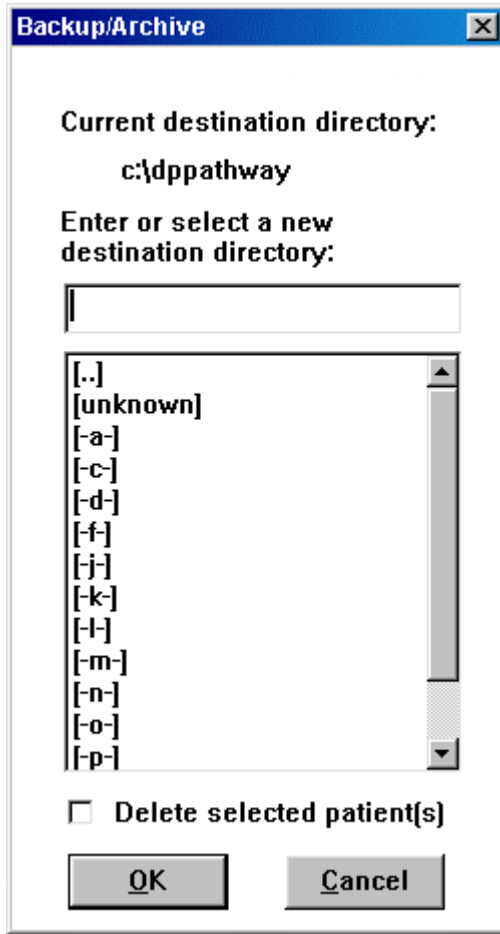 Backup/Archive
Current destination directory:
c:\dppathway
Enter or select a new
destination directory:
[..]
[unknown]
[-a-]
[-c-]
[-d-]
[-f-]
[-j-]
[-k-]
[-l-]
[-m-]
[-n-]
[-o-]
[-p-]
Delete selected patient(s)
OK
Cancel